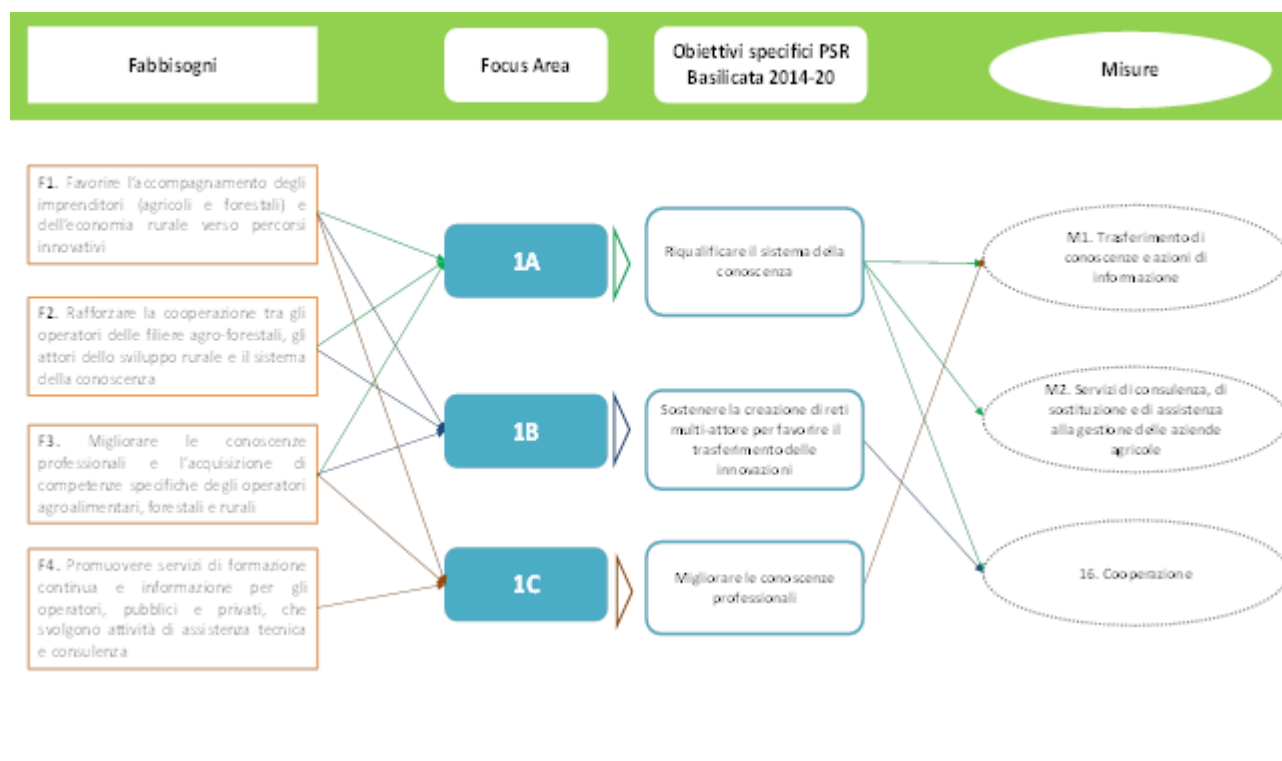 Fabbisogni
Focus Area
Obiettivi specifici PSR
Basilicata 2014-20
Misure
F1. Favorire l'accompagnamento degli
imprenditori (agricoli e forestali) e
dell'economia rurale verso percorsi
innovativi
F2. Rafforzare la cooperazione tra gli
operatori delle filiere agro-forestali, gli
attori dello sviluppo rurale e il sistema
della conoscenza
F3. Migliorare le conoscenze
professionali e l'acquisizione di
competenze specifiche degli operatori
agroalimentari, forestali e rurali
F4. Promuovere servizi di formazione
continua e informazione per gli
operatori, pubblici e privati, che
svolgono attività di assistenza tecnica
e consulenza
1A
1B
1C
Riqualificare il sistema della
conoscenza
Sostenere la creazione di reti
multi-attore per favorire il
trasferimento delle
innovazioni
Migliorare le conoscenze
professionali
M1. Trasferimento di
conoscenze e azioni di
informazione
M2. Servizi di consulenza, di
sostituzione e di assistenza
alla gestione delle aziende
agricole
16. Cooperazione